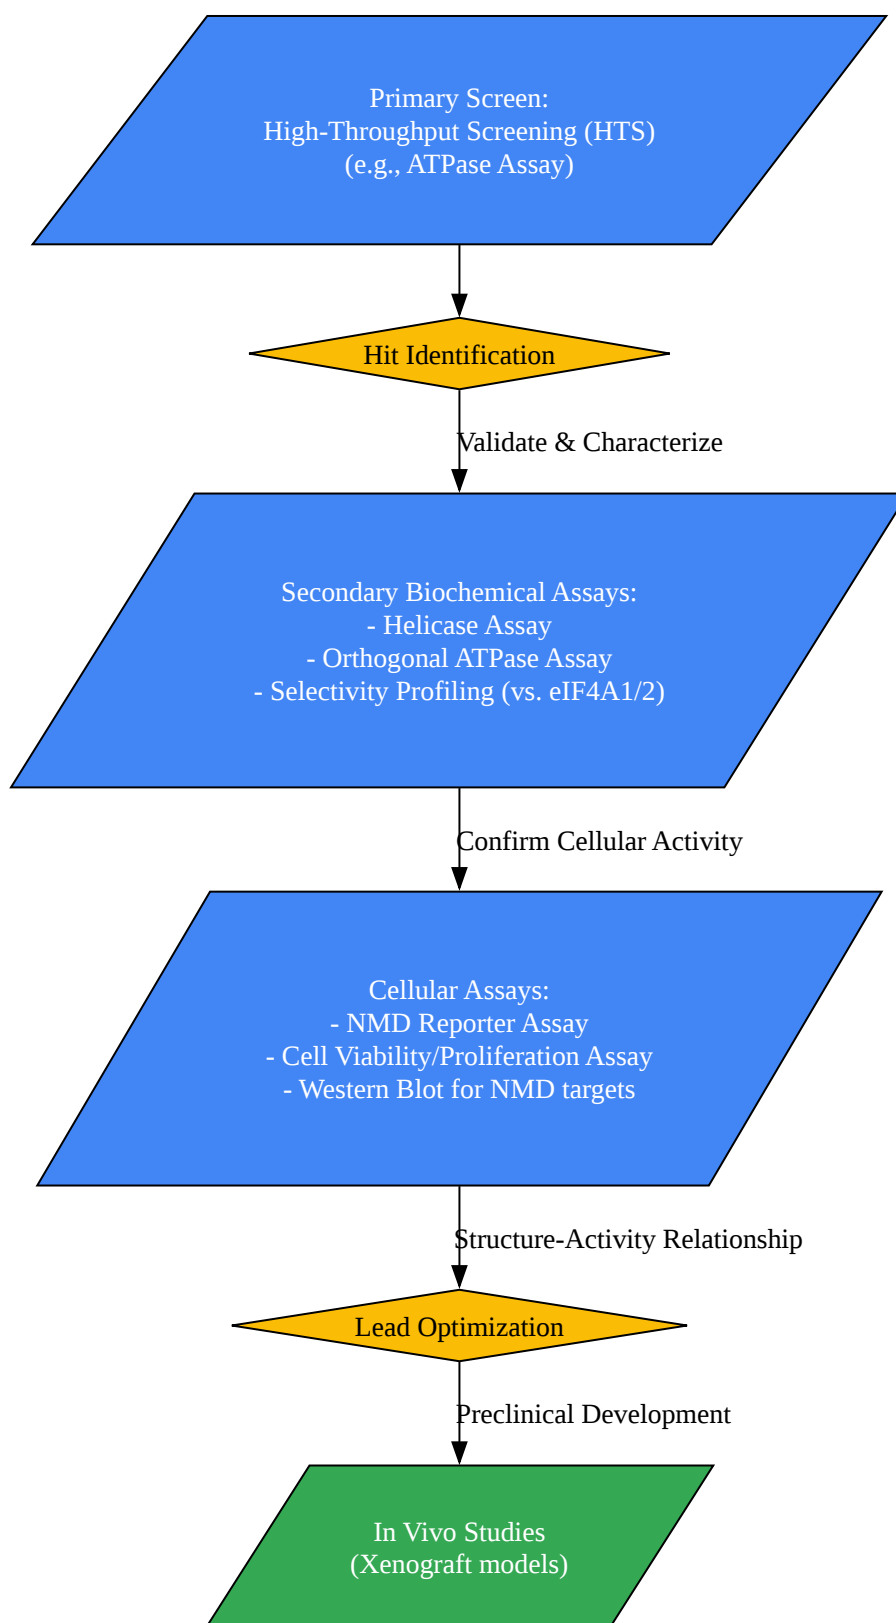 Primary Screen:
High-Throughput Screening (HTS)
(e.g., ATPase Assay)
Hit Identification
Validate & Characterize
Secondary Biochemical Assays:
- Helicase Assay
- Orthogonal ATPase Assay
- Selectivity Profiling (vs. eIF4A1/2)
Confirm Cellular Activity
Cellular Assays:
- NMD Reporter Assay
- Cell Viability/Proliferation Assay
- Western Blot for NMD targets
Structure-Activity Relationship
Lead Optimization
Preclinical Development
In Vivo Studies
(Xenograft models)